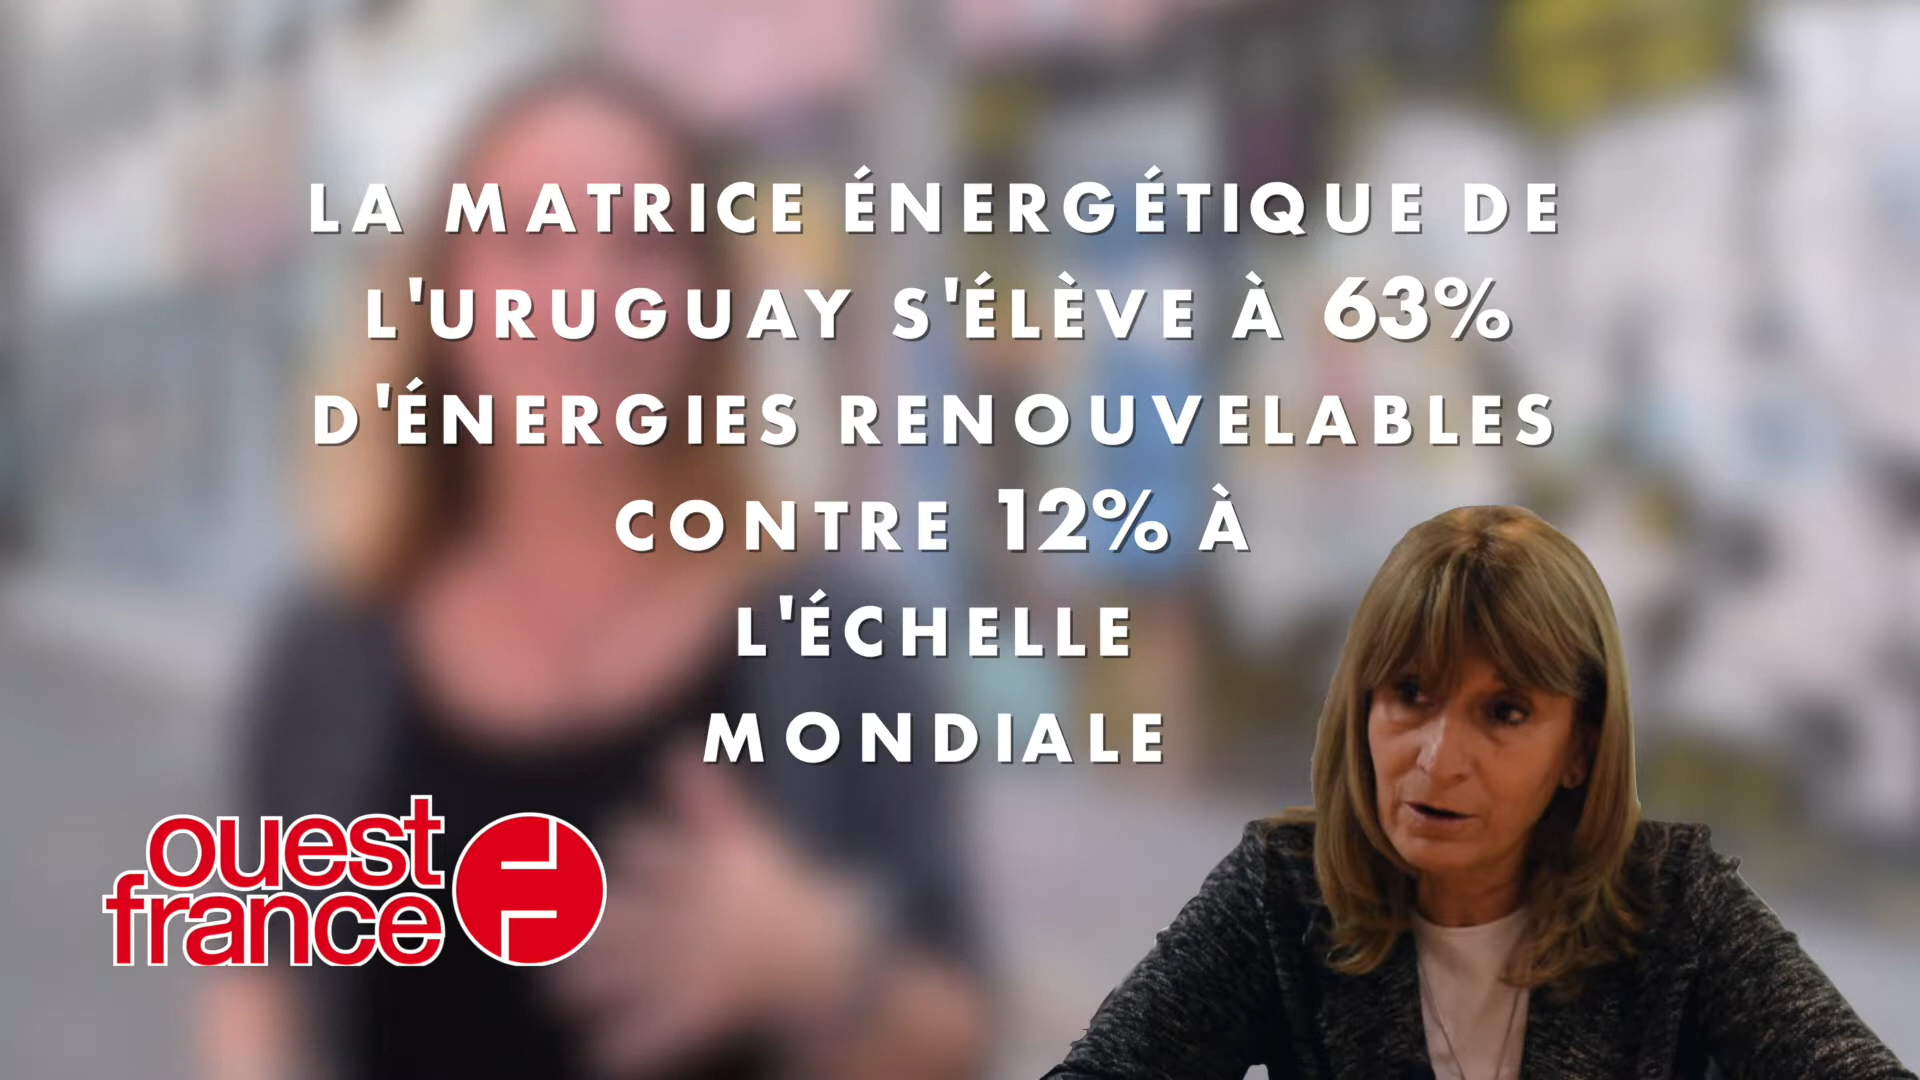 LA MATRICE ÉNERGÉTIQUE DE
L'URUGUAY S'ÉLÈVE À 63%
D'ÉNERGIES RENOUVELABLES
CONTRE 12% À
L'ÉCHELLE
MONDIALE
ouest
france